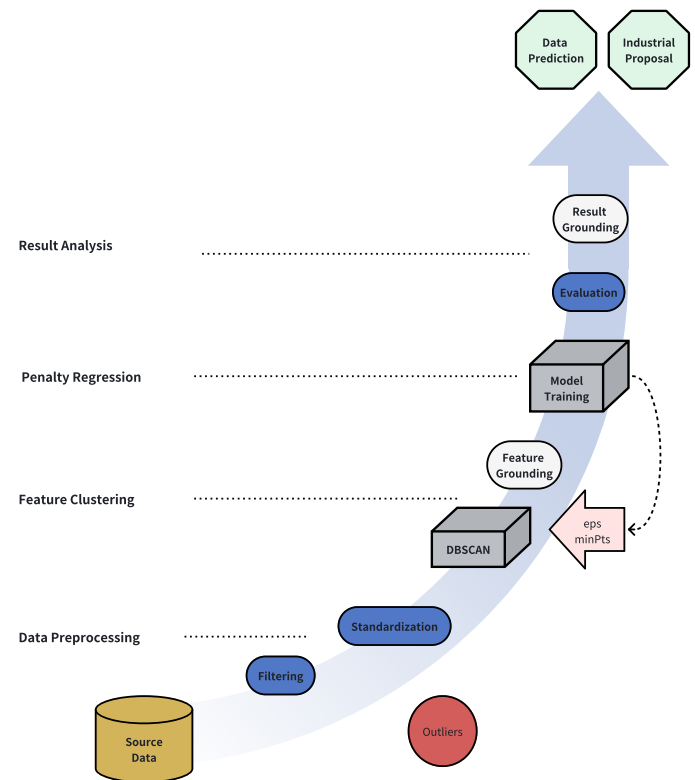 Data
Prediction
Industrial
Proposal
Result
Grounding
Result Analysis
Evaluation
Penalty Regression
Model
Training
Feature
Grounding
Feature Clustering
eps
minPts
DBSCAN
Standardization
Data Preprocessing
Filtering
Outliers
Source
Data